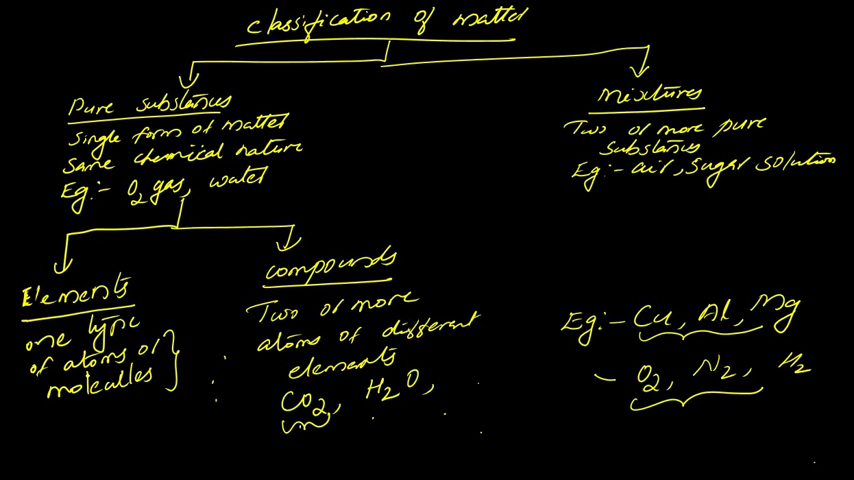 classification of matter
Pure substances
single form of matter
same chemical nature
Eg:- O2 gas, water
Mixtures
Two or more pure
substances
Eg:- air, sugar solution
Elements
one type
of atoms or
molecules
compounds
Two or more
atoms of different
elements
CO2, H2O,
Eg:- Cu, Al, Mg
- O2, N2, H2